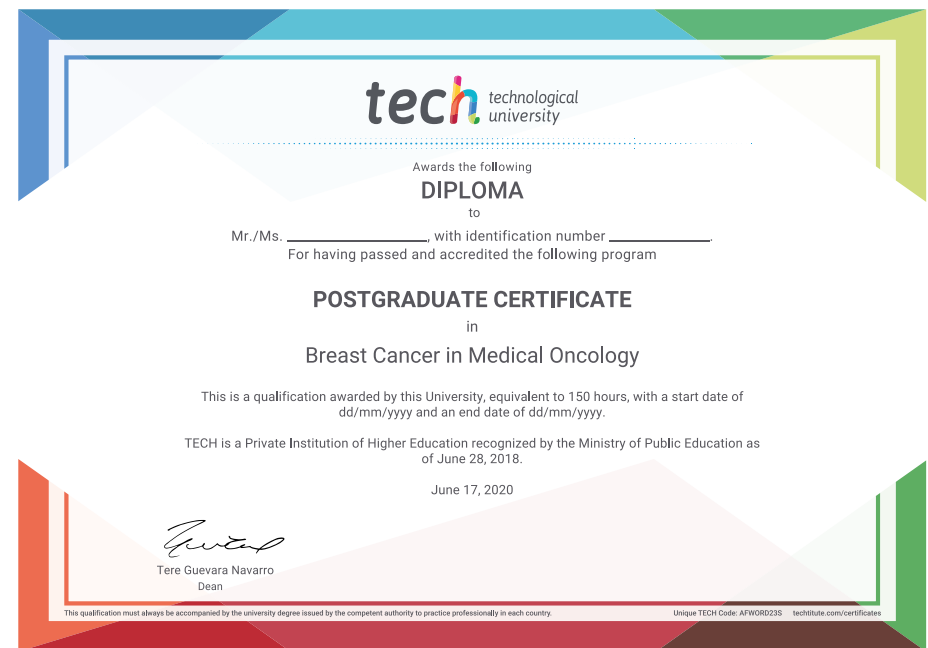 tech technological
university
Awards the following
DIPLOMA
to
Mr./Ms. ____________________, with identification number ______________.
For having passed and accredited the following program
POSTGRADUATE CERTIFICATE
in
Breast Cancer in Medical Oncology
This is a qualification awarded by this University, equivalent to 150 hours, with a start date of
dd/mm/yyyy and an end date of dd/mm/yyyy.
TECH is a Private Institution of Higher Education recognized by the Ministry of Public Education as
of June 28, 2018.
June 17, 2020
Tere Guevara Navarro
Dean
This qualification must always be accompanied by the university degree issued by the competent authority to practice professionally in each country. Unique TECH Code: AFWORD23S techtitute.com/certificates